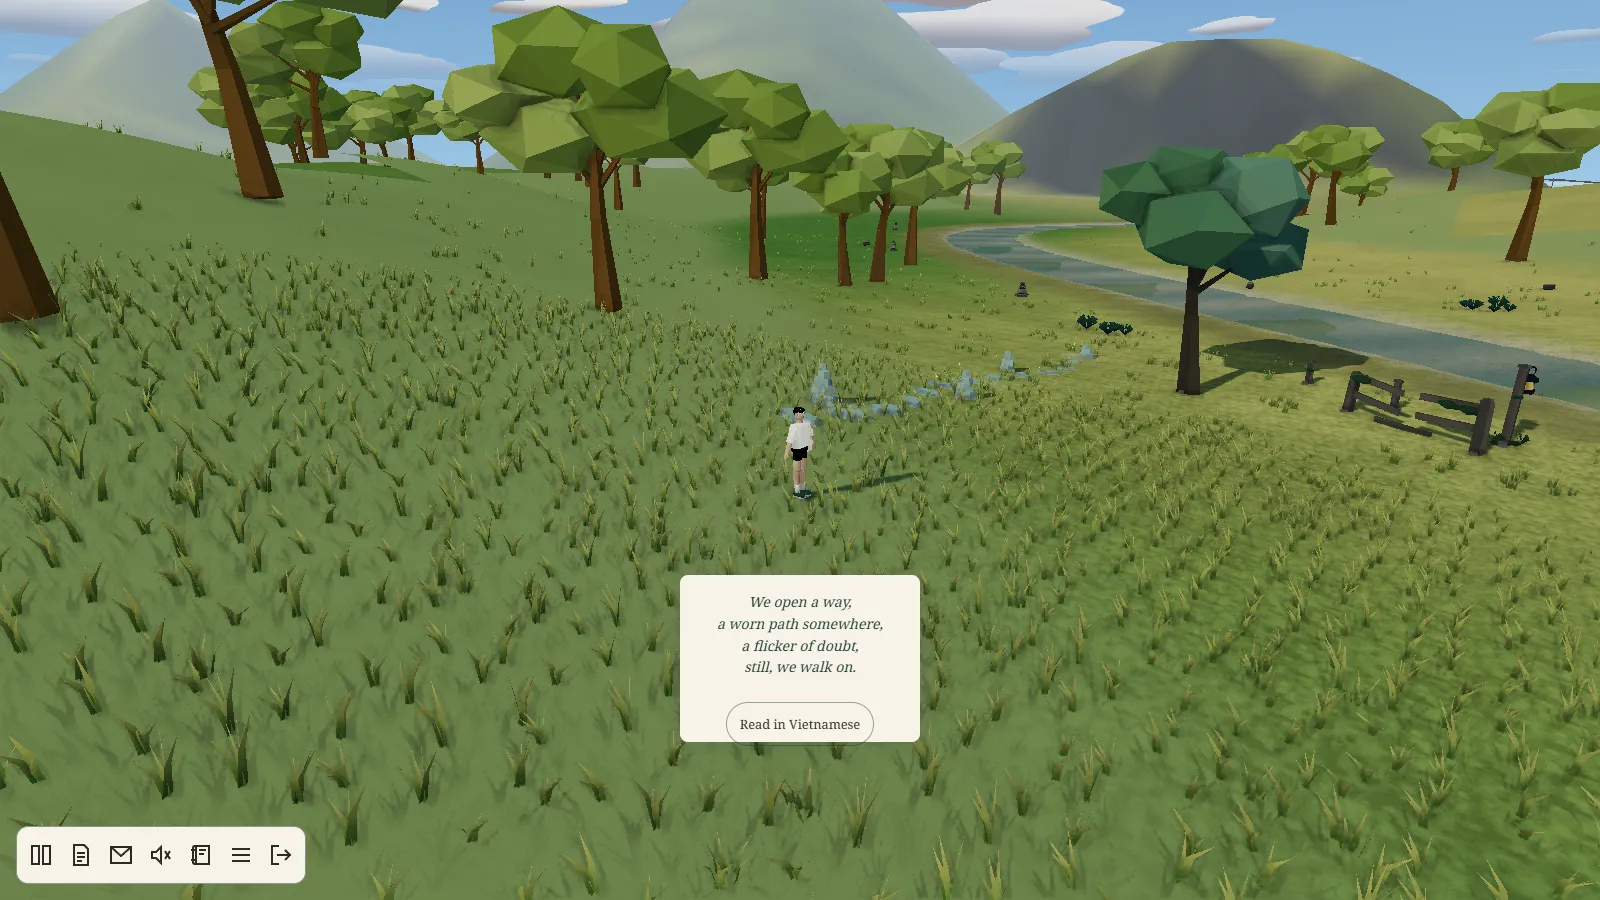 We open a way,
a worn path somewhere,
a flicker of doubt,
still, we walk on.
Read in Vietnamese